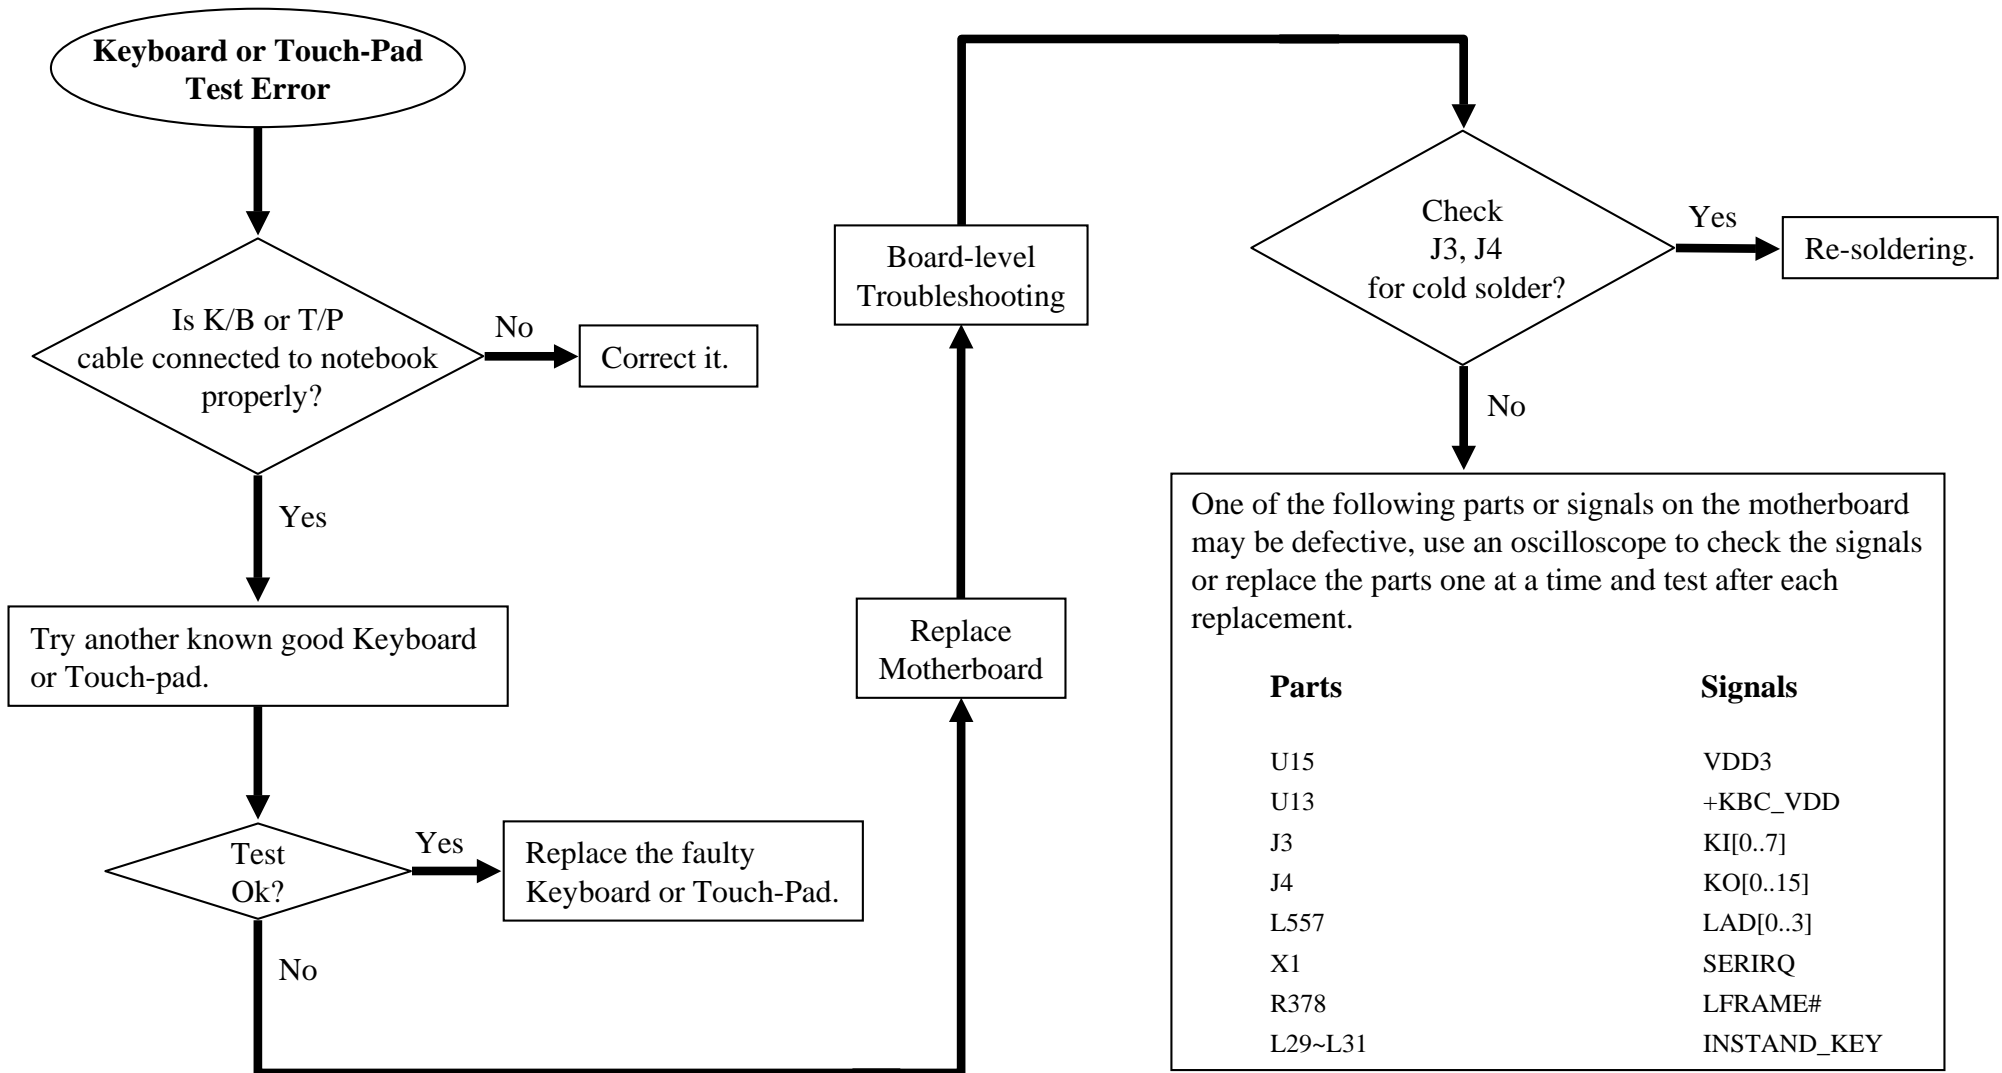 Keyboard or Touch-Pad
Test Error
Is K/B or T/P
cable connected to notebook
properly?
No
Correct it.
Yes
Try another known good Keyboard
or Touch-pad.
Test
Ok?
Yes
Replace the faulty
Keyboard or Touch-Pad.
No
Replace
Motherboard
Board-level
Troubleshooting
Check
J3, J4
for cold solder?
Yes
Re-soldering.
No
One of the following parts or signals on the motherboard
may be defective, use an oscilloscope to check the signals
or replace the parts one at a time and test after each
replacement.
Parts Signals
U15 VDD3
U13 +KBC_VDD
J3 KI[0..7]
J4 KO[0..15]
L557 LAD[0..3]
X1 SERIRQ
R378 LFRAME#
L29~L31 INSTAND_KEY